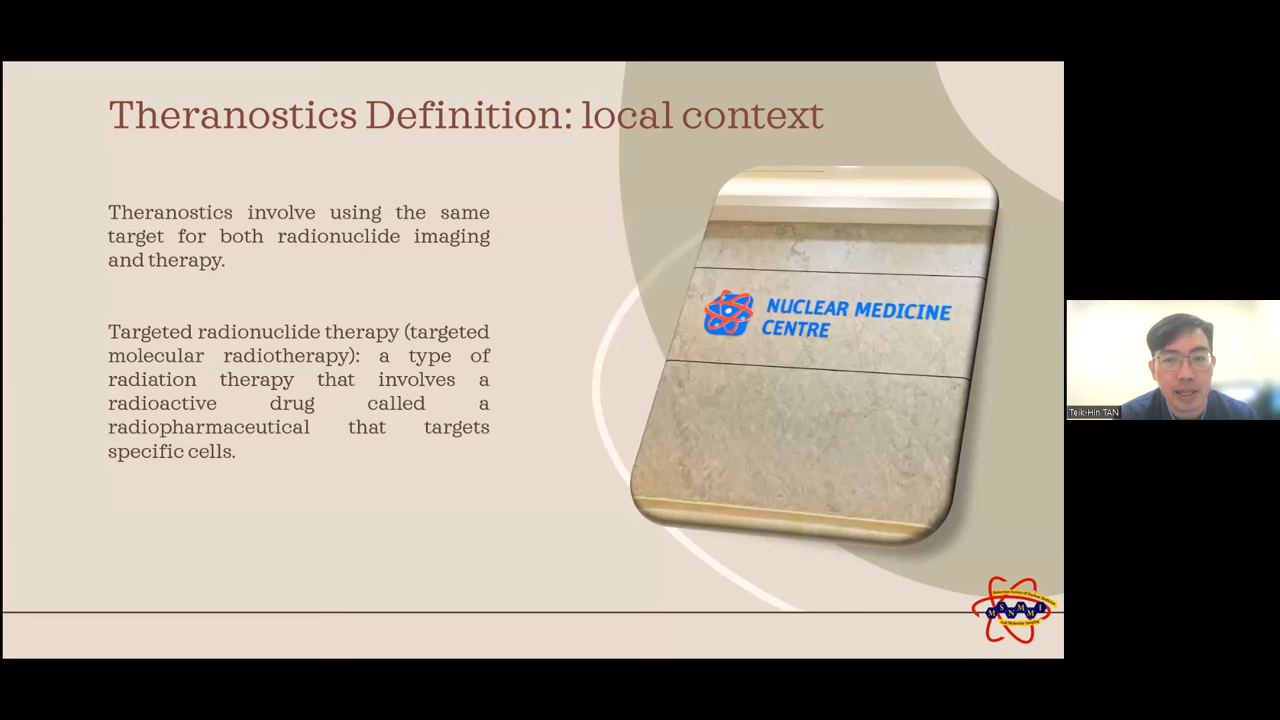 Theranostics Definition: local context
Theranostics involve using the same
target for both radionuclide imaging
and therapy.
Targeted radionuclide therapy (targeted
molecular radiotherapy): a type of
radiation therapy that involves a
radioactive drug called a
radiopharmaceutical that targets
specific cells.
NUCLEAR MEDICINE
CENTRE
Teik-Hin TAN
MSNMMI